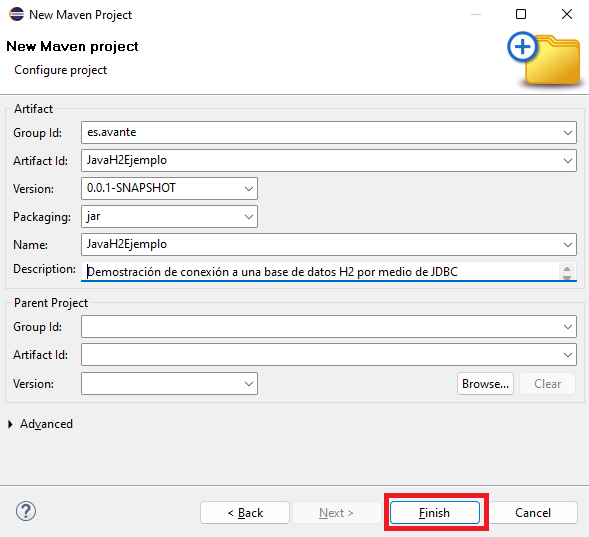 New Maven Project
New Maven project
Configure project
Artifact
Group Id: es.avante
Artifact Id: JavaH2Ejemplo
Version: 0.0.1-SNAPSHOT
Packaging: jar
Name: JavaH2Ejemplo
Description: Demostración de conexión a una base de datos H2 por medio de JDBC
Parent Project
Group Id:
Artifact Id:
Version: Browse... Clear
Advanced
? < Back Next > Finish Cancel